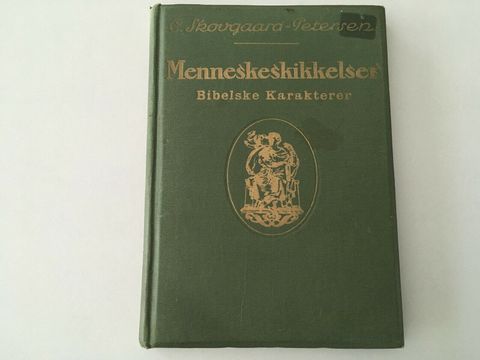 C. Skovgaard-Petersen
Menneskeskikkelser
Bibelske Karakterer